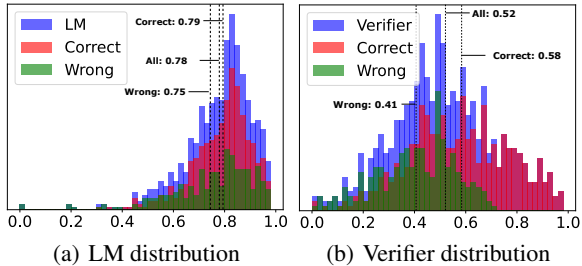 LM
Correct
Wrong
Correct: 0.79
All: 0.78
Wrong: 0.75
0.0 0.2 0.4 0.6 0.8 1.0
(a) LM distribution
Verifier
Correct
Wrong
All: 0.52
Correct: 0.58
Wrong: 0.41
0.0 0.2 0.4 0.6 0.8 1.0
(b) Verifier distribution